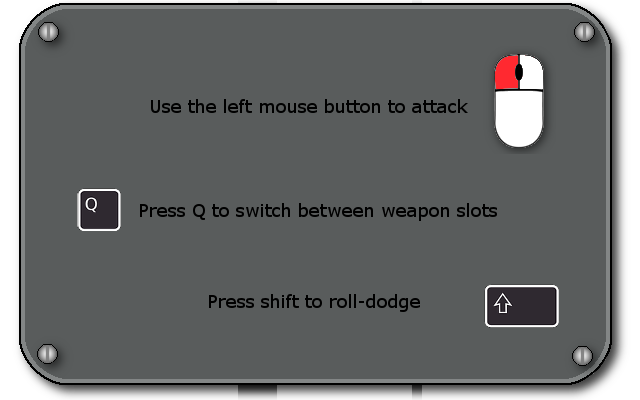 Use the left mouse button to attack
Q
Press Q to switch between weapon slots
Press shift to roll-dodge